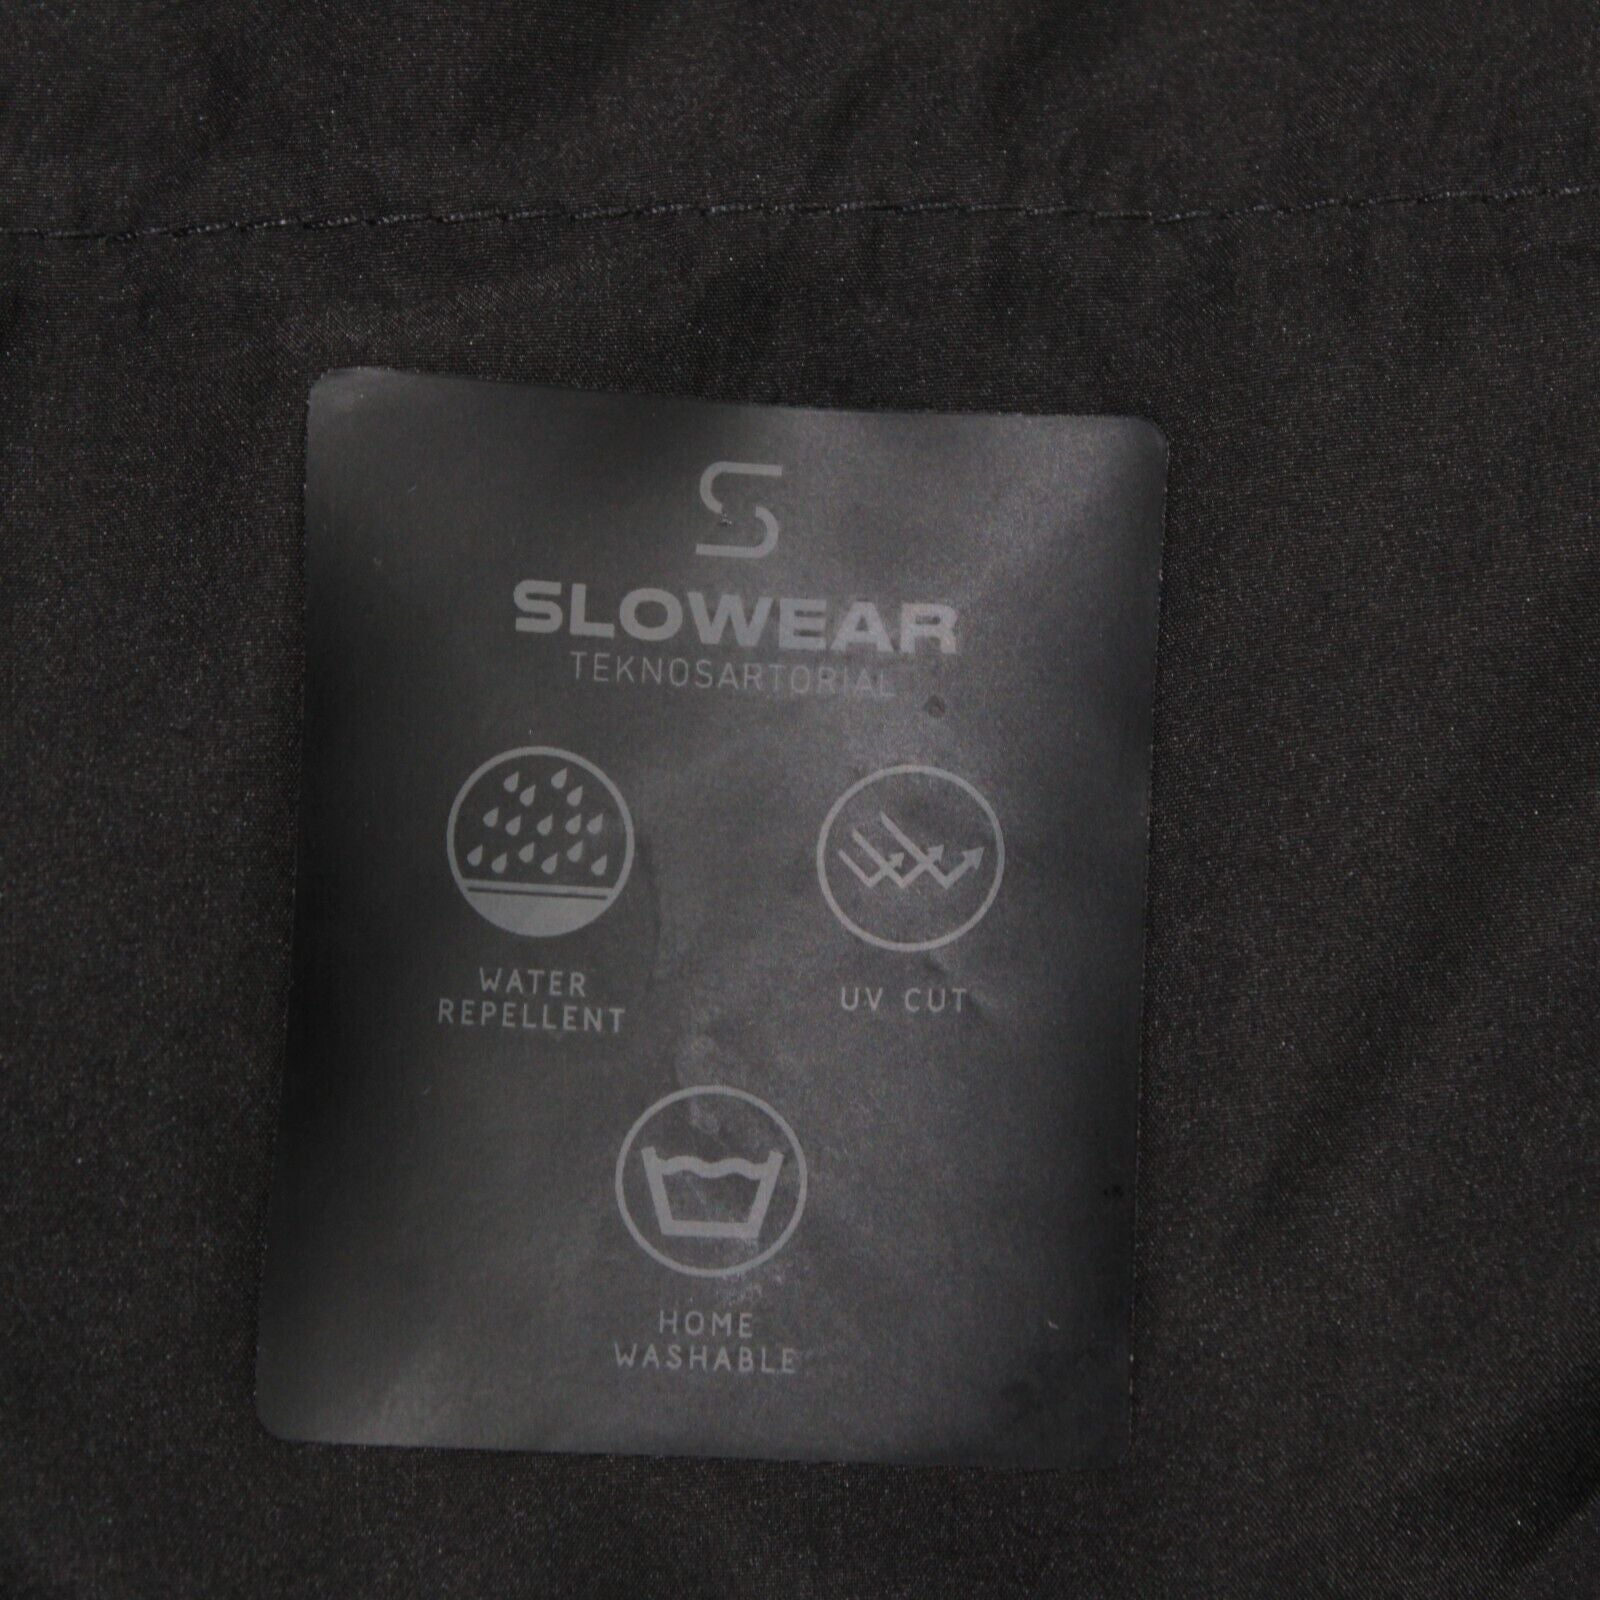 S
SLOWEAR
TEKNOSARTORIAL
WATER
REPELLENT
UV CUT
HOME
WASHABLE